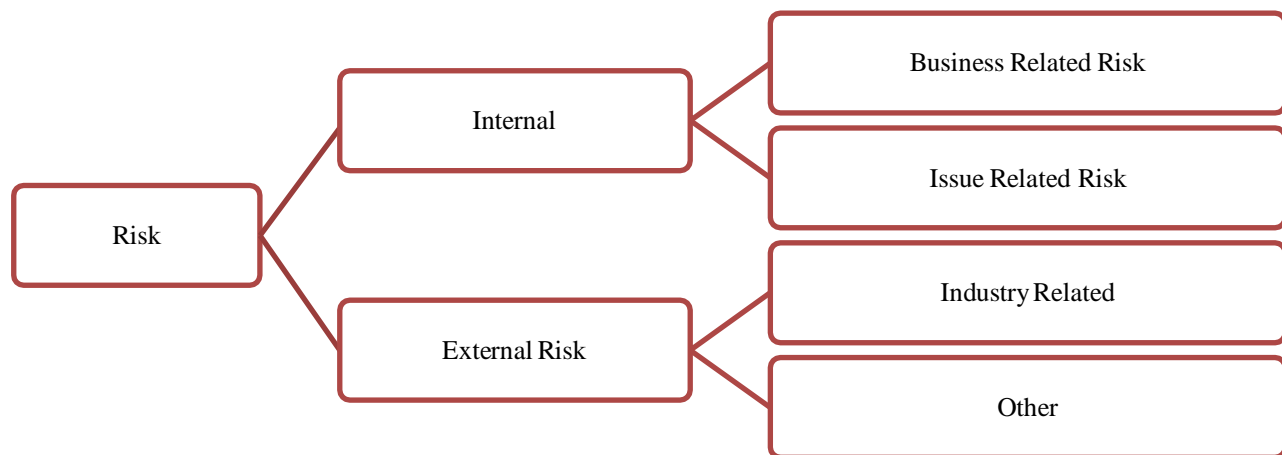 Risk
Internal
Business Related Risk
Issue Related Risk
External Risk
Industry Related
Other